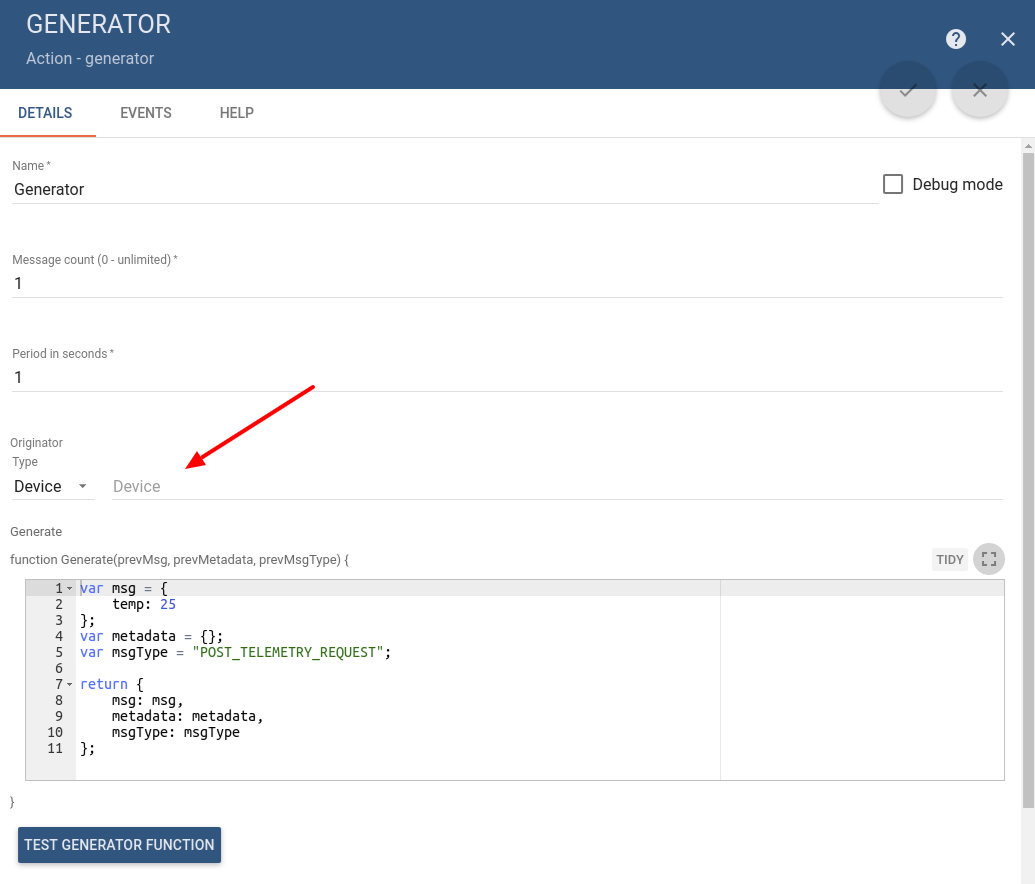 GENERATOR
Action - generator
DETAILS EVENTS HELP
Name *
Generator
Debug mode
Message count (0 - unlimited) *
1
Period in seconds *
1
Originator
Type
Device Device
Generate
function Generate(prevMsg, prevMetadata, prevMsgType) {
TIDY
1 var msg = {
2 temp: 25
3 };
4 var metadata = {};
5 var msgType = "POST_TELEMETRY_REQUEST";
6
7 return {
8 msg: msg,
9 metadata: metadata,
10 msgType: msgType
11 };
}
TEST GENERATOR FUNCTION